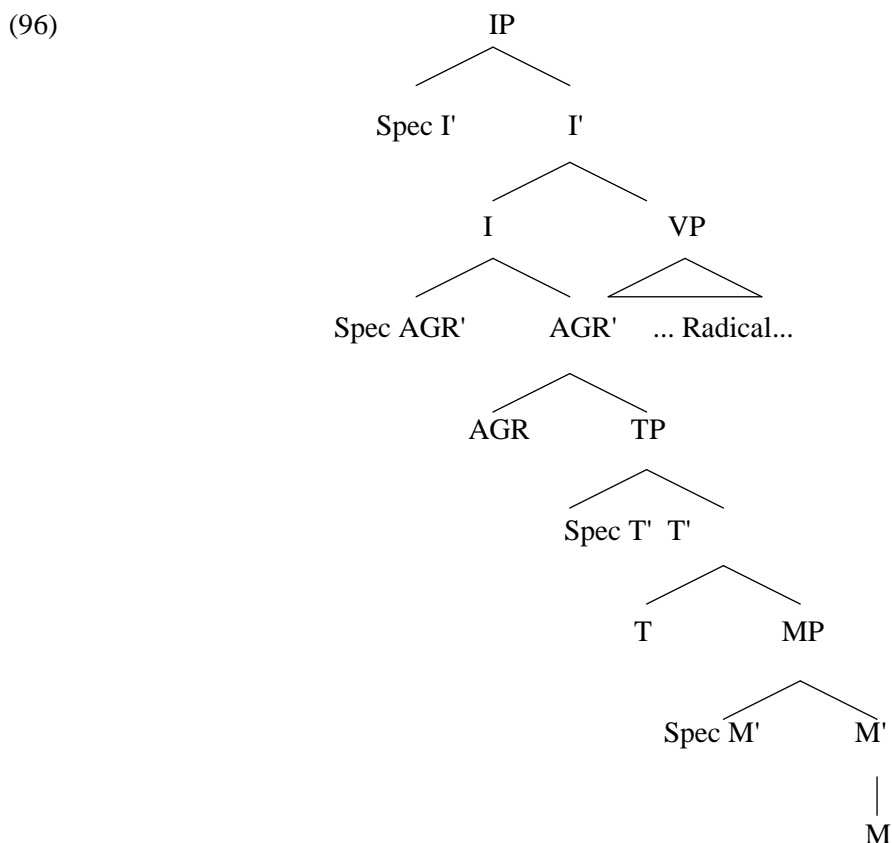 (96) IP
Spec I' I'
I VP
Spec AGR' AGR' ... Radical...
AGR TP
Spec T' T'
T MP
Spec M' M'
M